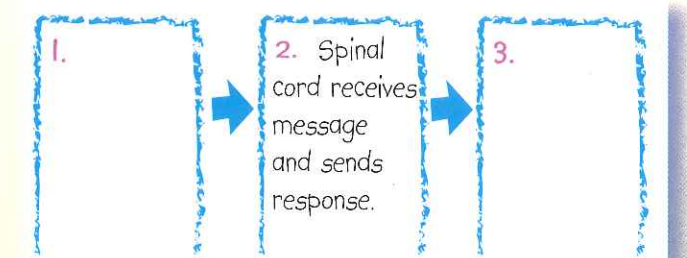 1.
2. Spinal
cord receives
message
and sends
response.
3.